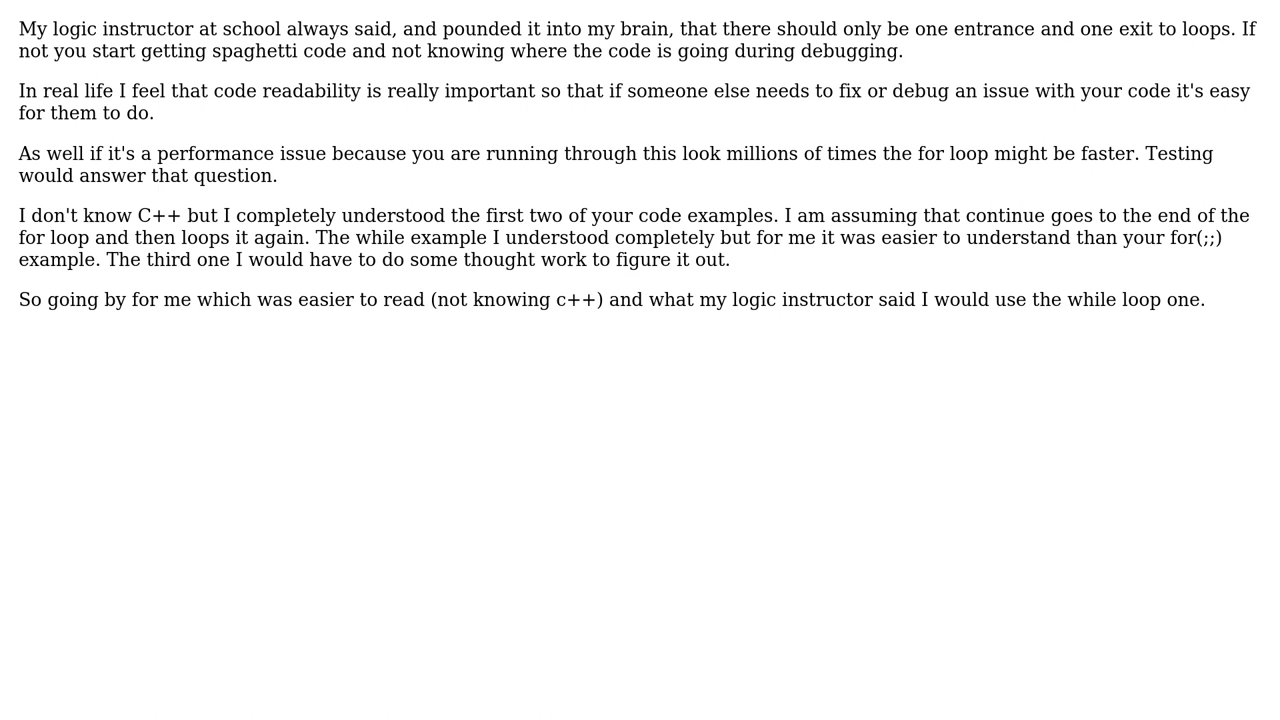 My logic instructor at school always said, and pounded it into my brain, that there should only be one entrance and one exit to loops. If
not you start getting spaghetti code and not knowing where the code is going during debugging.
In real life I feel that code readability is really important so that if someone else needs to fix or debug an issue with your code it's easy
for them to do.
As well if it's a performance issue because you are running through this look millions of times the for loop might be faster. Testing
would answer that question.
I don't know C++ but I completely understood the first two of your code examples. I am assuming that continue goes to the end of the
for loop and then loops it again. The while example I understood completely but for me it was easier to understand than your for(;;)
example. The third one I would have to do some thought work to figure it out.
So going by for me which was easier to read (not knowing c++) and what my logic instructor said I would use the while loop one.